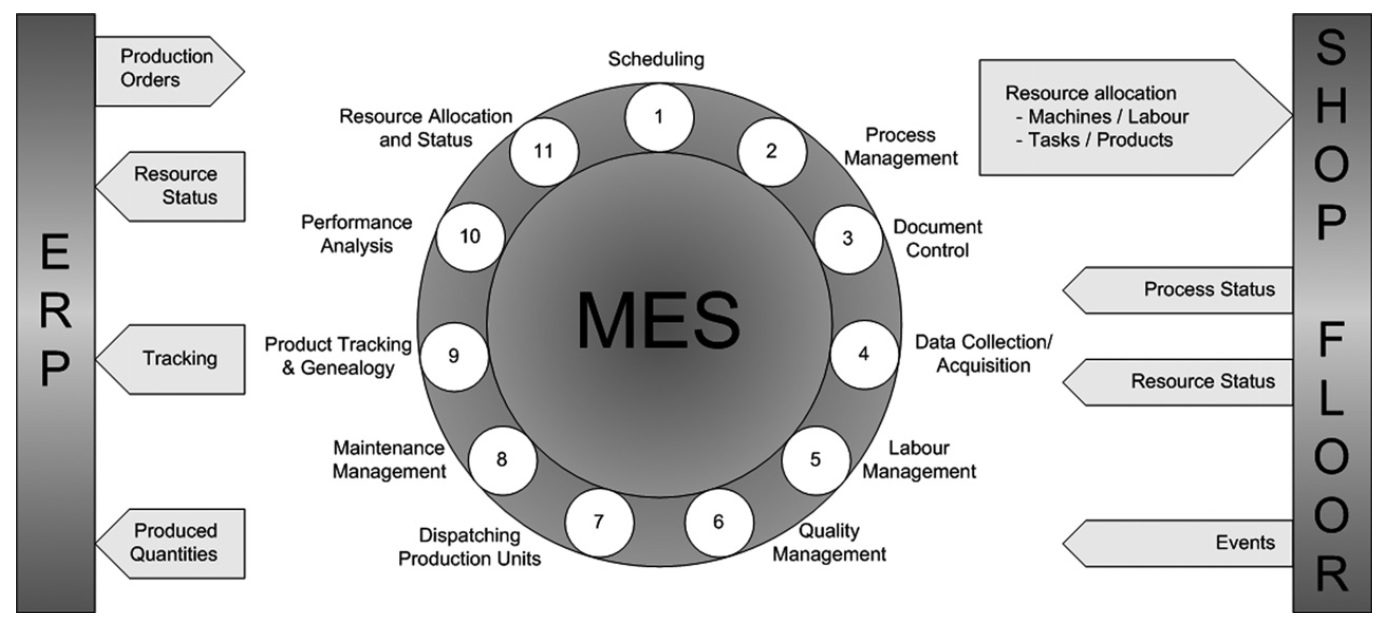 ERP
Production
Orders
Resource
Status
Tracking
Produced
Quantities
MES
Scheduling
1
Process
Management
2
Document
Control
3
Data Collection/
Acquisition
4
Labour
Management
5
Quality
Management
6
Dispatching
Production Units
7
Maintenance
Management
8
Product Tracking
& Genealogy
9
Performance
Analysis
10
Resource Allocation
and Status
11
Resource allocation
- Machines / Labour
- Tasks / Products
Process Status
Resource Status
Events
SHOP FLOOR